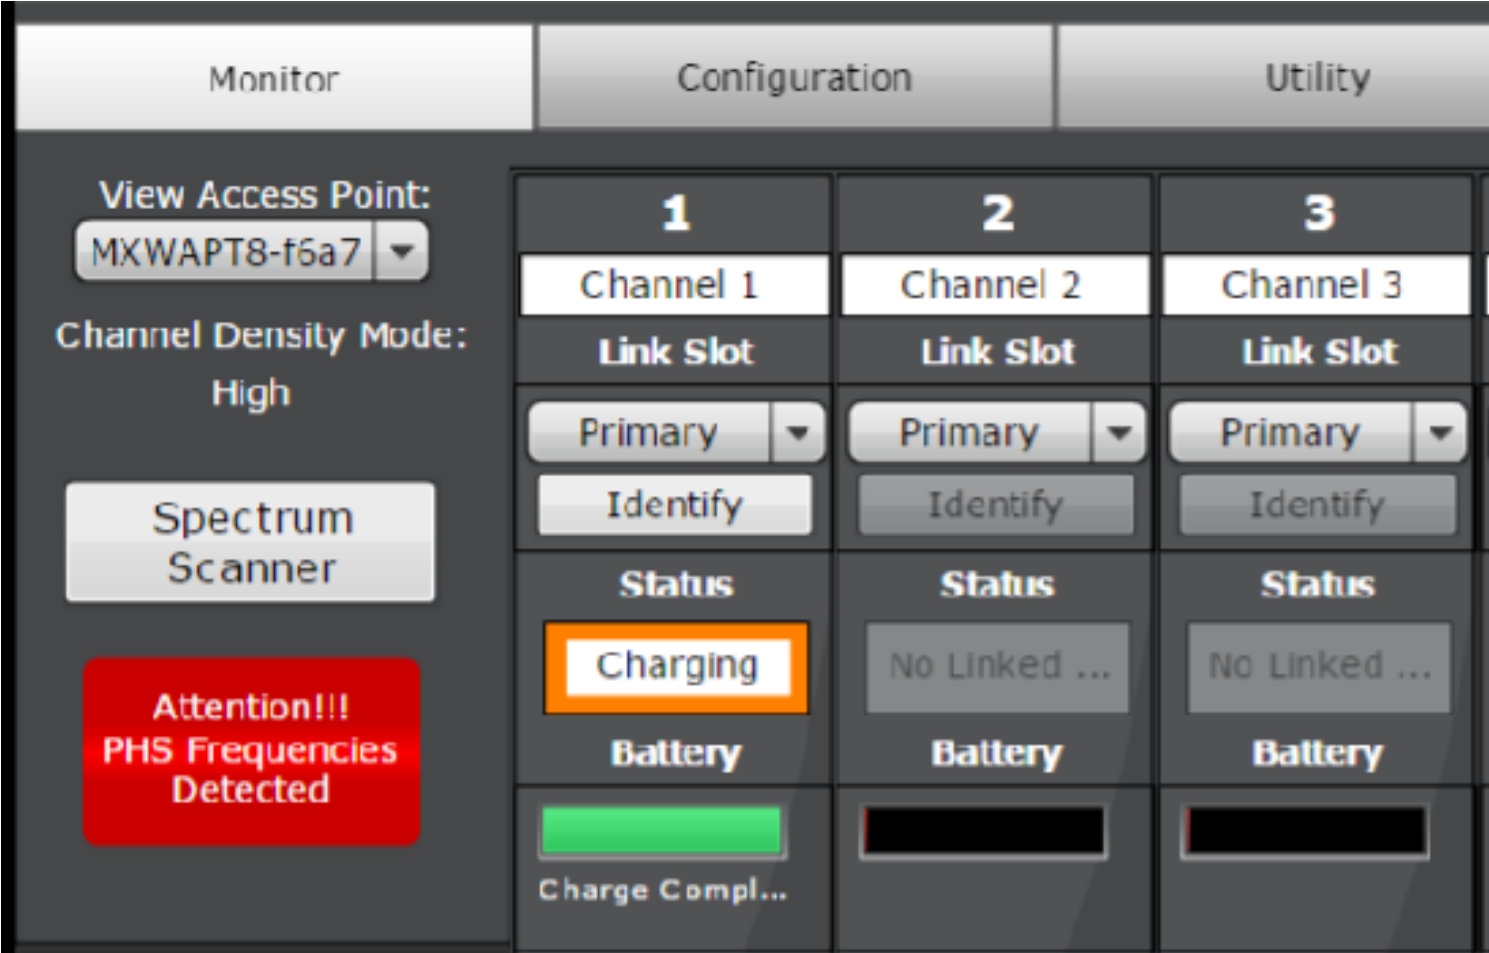 Monitor
Configuration
Utility
View Access Point:
MXWAPT8-f6a7
Channel Density Mode:
High
Spectrum
Scanner
Attention!!!
PHS Frequencies
Detected
1
Channel 1
Link Slot
Primary
Identify
Status
Charging
Battery
Charge Compl...
2
Channel 2
Link Slot
Primary
Identify
Status
No Linked ...
Battery
3
Channel 3
Link Slot
Primary
Identify
Status
No Linked ...
Battery